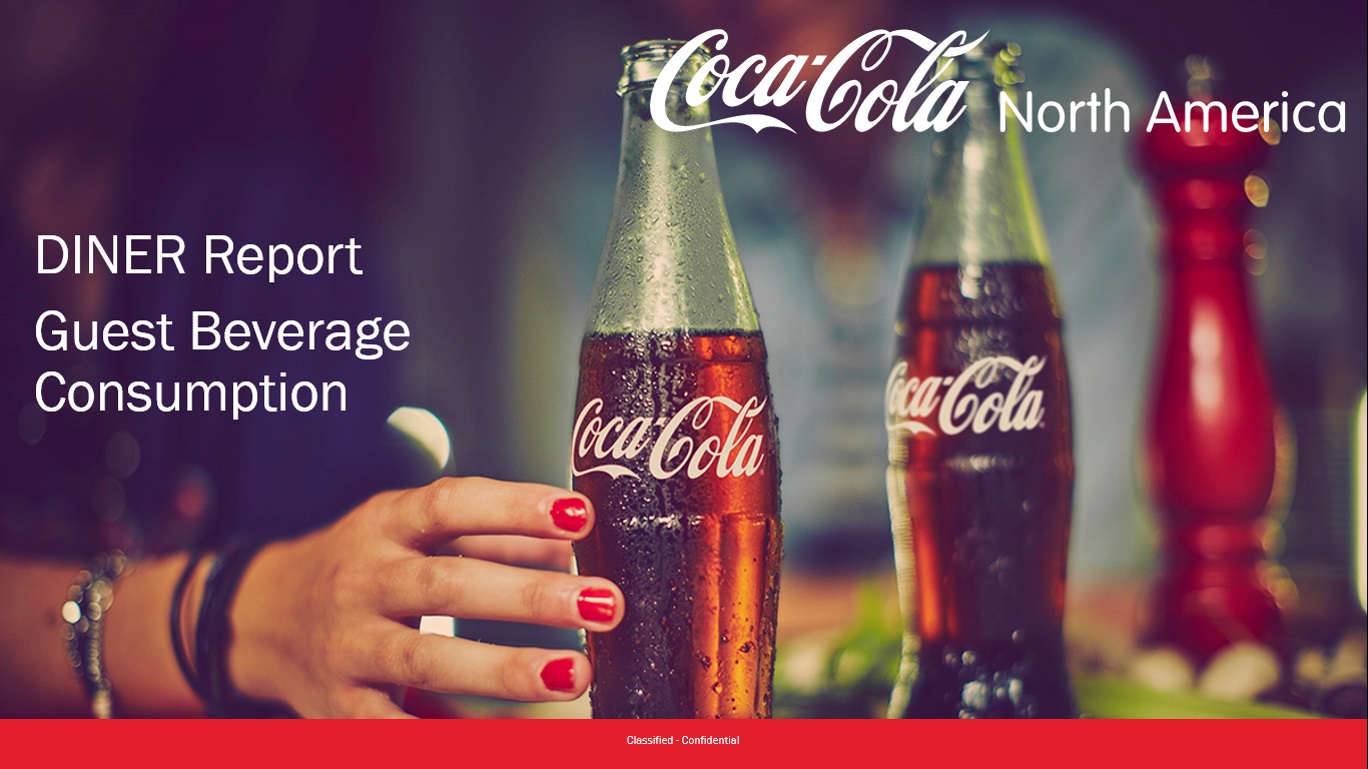 Coca-Cola North America
DINER Report
Guest Beverage
Consumption
Coca-Cola
Coca-Cola
Classified - Confidential